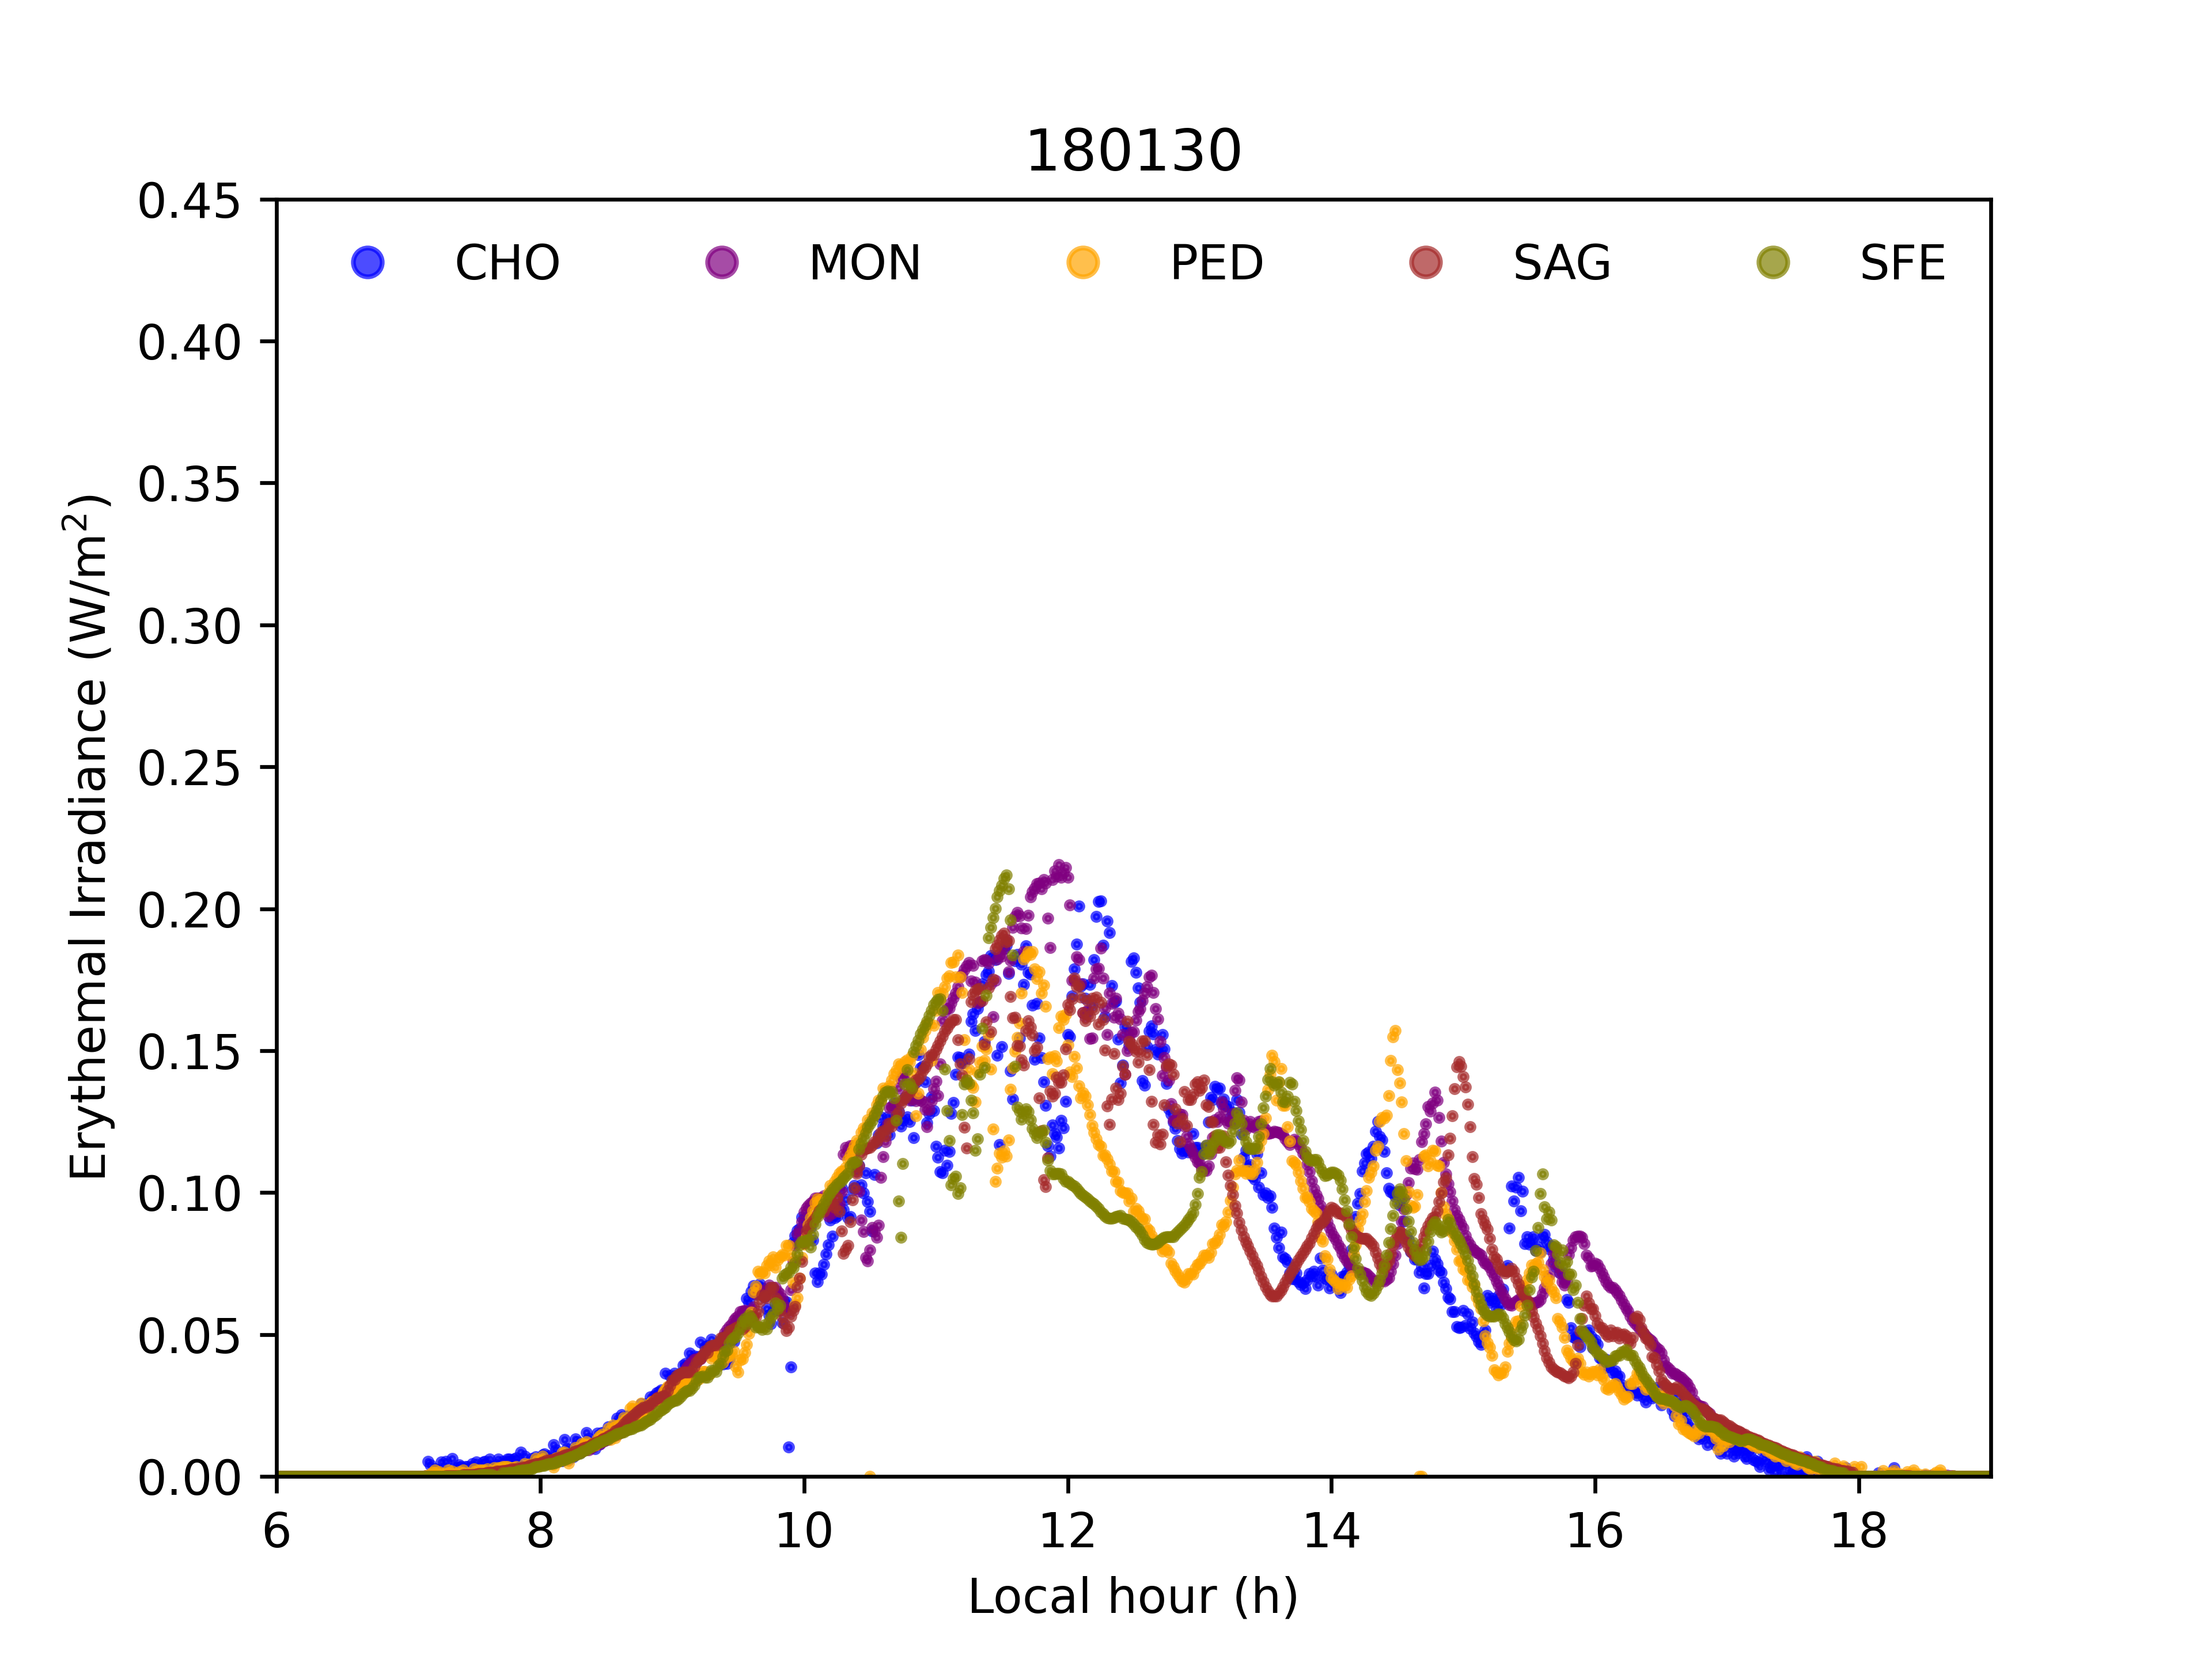 180130
CHO MON PED SAG SFE
0.45
0.40
0.35
0.30
0.25
0.20
0.15
0.10
0.05
0.00
Erythemal Irradiance (W/m²)
6 8 10 12 14 16 18
Local hour (h)